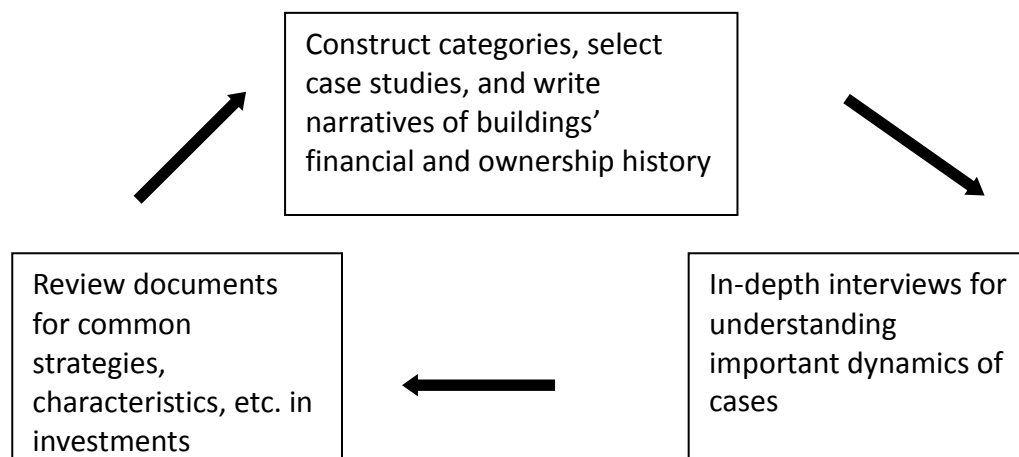 Construct categories, select
case studies, and write
narratives of buildings’
financial and ownership history
Review documents
for common
strategies,
characteristics, etc. in
investments
In-depth interviews for
understanding
important dynamics of
cases